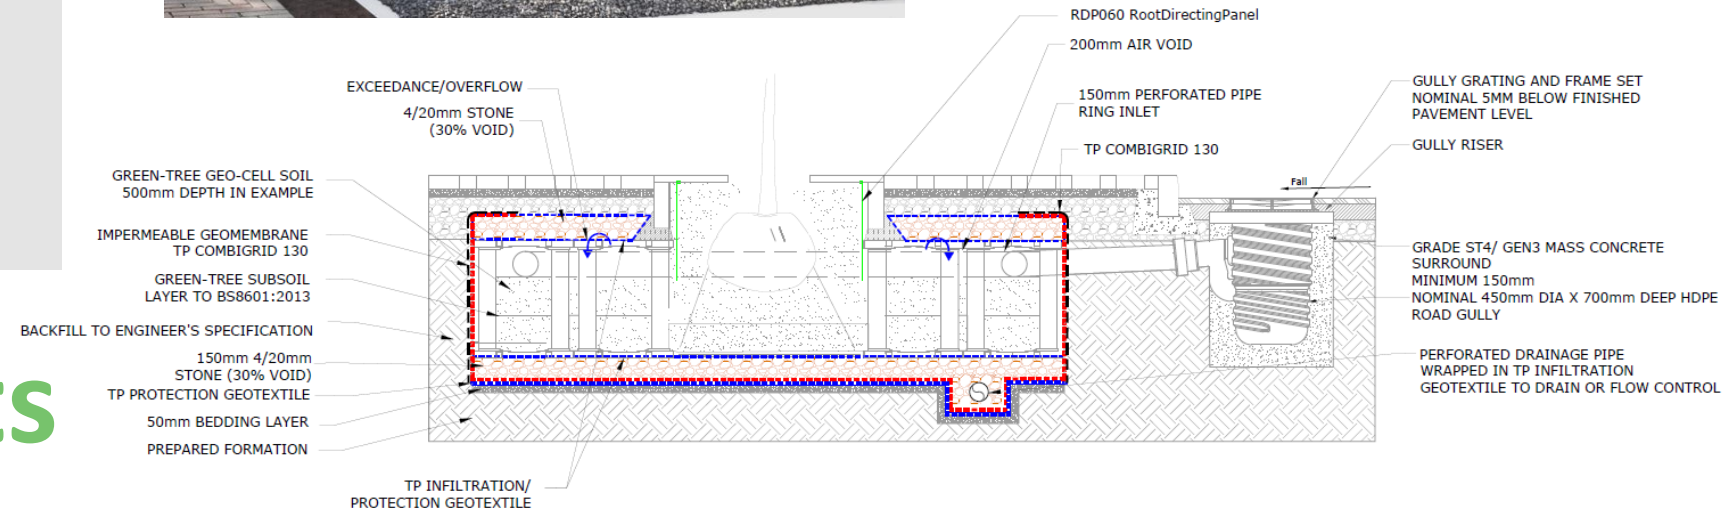 RDP060 RootDirectingPanel
200mm AIR VOID
EXCEEDANCE/OVERFLOW
4/20mm STONE
(30% VOID)
150mm PERFORATED PIPE
RING INLET
TP COMBIGRID 130
GULLY GRATING AND FRAME SET
NOMINAL 5MM BELOW FINISHED
PAVEMENT LEVEL
GULLY RISER
Fall
GREEN-TREE GEO-CELL SOIL
500mm DEPTH IN EXAMPLE
IMPERMEABLE GEOMEMBRANE
TP COMBIGRID 130
GREEN-TREE SUBSOIL
LAYER TO BS8601:2013
BACKFILL TO ENGINEER'S SPECIFICATION
150mm 4/20mm
STONE (30% VOID)
TP PROTECTION GEOTEXTILE
50mm BEDDING LAYER
PREPARED FORMATION
TP INFILTRATION/
PROTECTION GEOTEXTILE
GRADE ST4/ GEN3 MASS CONCRETE
SURROUND
MINIMUM 150mm
NOMINAL 450mm DIA X 700mm DEEP HDPE
ROAD GULLY
PERFORATED DRAINAGE PIPE
WRAPPED IN TP INFILTRATION
GEOTEXTILE TO DRAIN OR FLOW CONTROL
ts